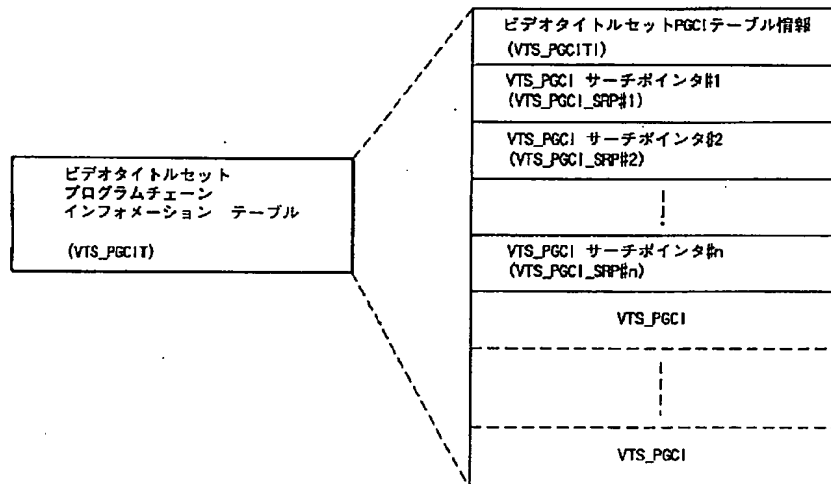 ビデオタイトルセット
プログラムチェーン
インフォメーション テーブル
(VTS_PGCIT)
ビデオタイトルセットPGCIテーブル情報
(VTS_PGCITI)
VTS_PGCI サーチポインタ#1
(VTS_PGCI_SRP#1)
VTS_PGCI サーチポインタ#2
(VTS_PGCI_SRP#2)
VTS_PGCI サーチポインタ#n
(VTS_PGCI_SRP#n)
VTS_PGCI
VTS_PGCI